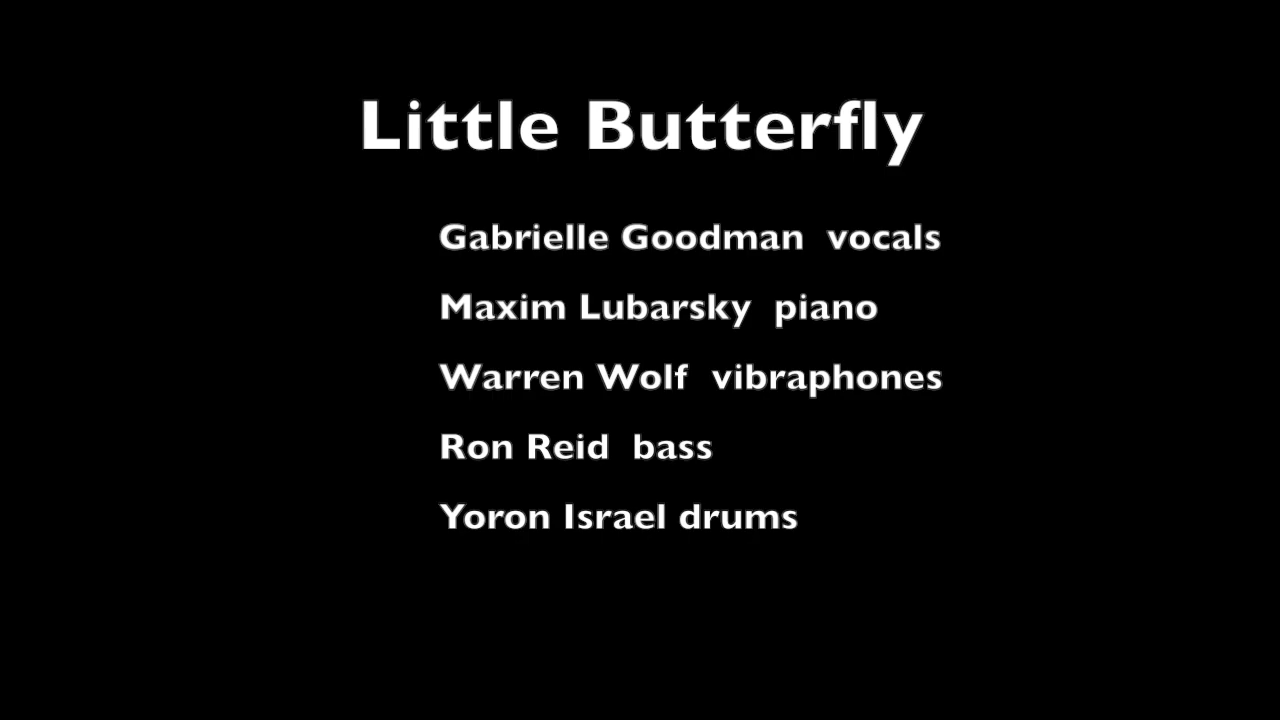 Little Butterfly
Gabrielle Goodman  vocals
Maxim Lubarsky  piano
Warren Wolf  vibraphones
Ron Reid  bass
Yoron Israel drums